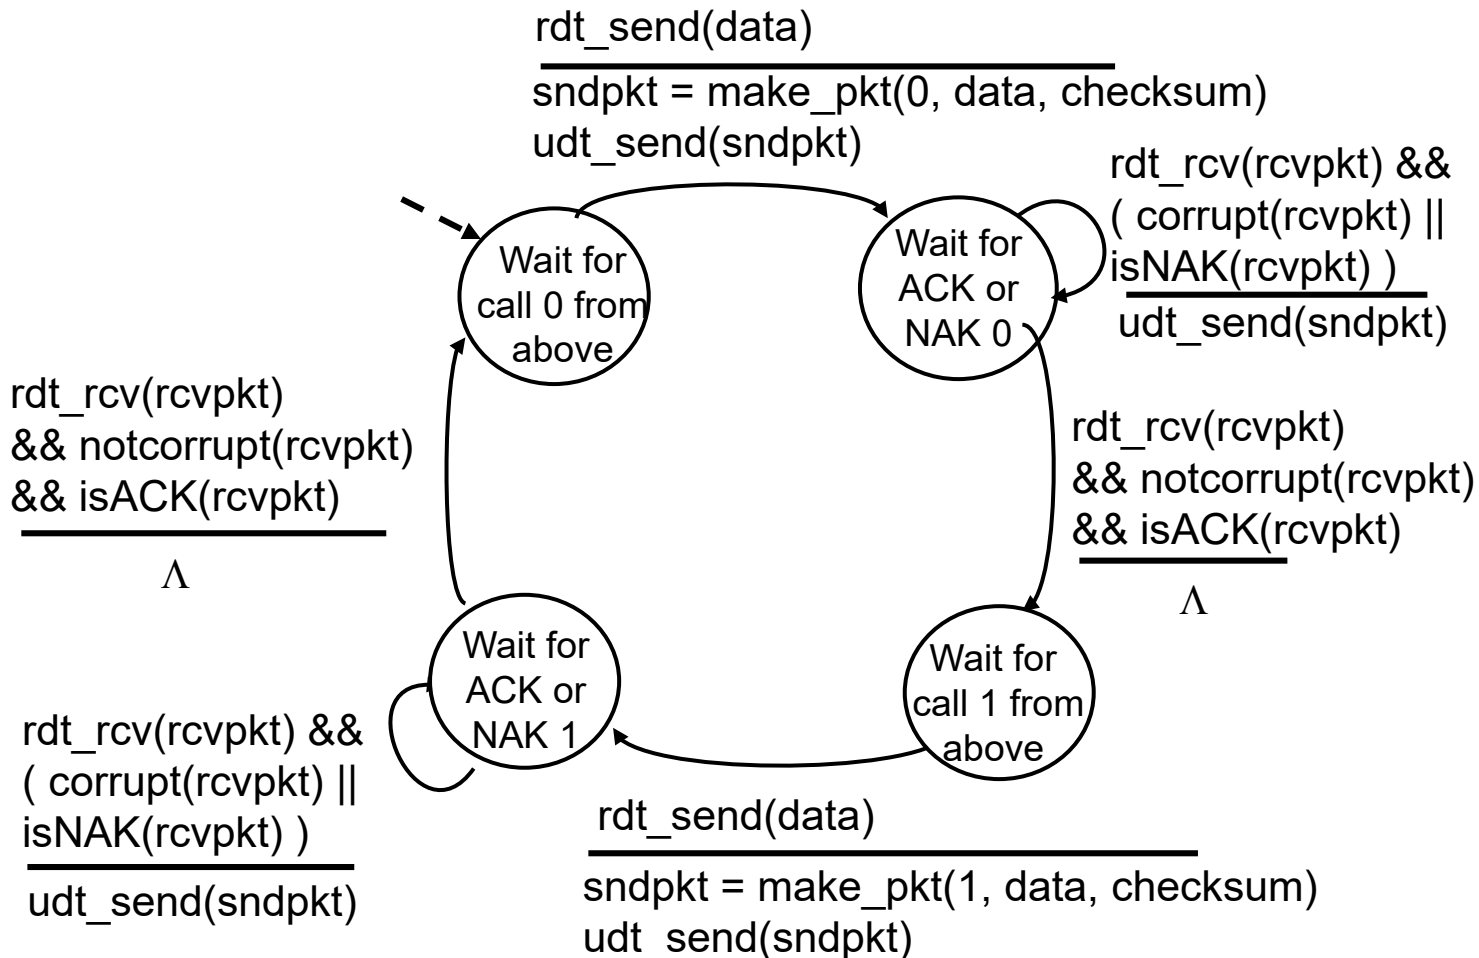 rdt_send(data)
sndpkt = make_pkt(0, data, checksum)
udt_send(sndpkt)
Wait for
call 0 from
above
Wait for
ACK or
NAK 0
rdt_rcv(rcvpkt) &&
( corrupt(rcvpkt) ||
isNAK(rcvpkt) )
udt_send(sndpkt)
rdt_rcv(rcvpkt)
&& notcorrupt(rcvpkt)
&& isACK(rcvpkt)
Λ
rdt_rcv(rcvpkt)
&& notcorrupt(rcvpkt)
&& isACK(rcvpkt)
Λ
Wait for
ACK or
NAK 1
Wait for
call 1 from
above
rdt_rcv(rcvpkt) &&
( corrupt(rcvpkt) ||
isNAK(rcvpkt) )
udt_send(sndpkt)
rdt_send(data)
sndpkt = make_pkt(1, data, checksum)
udt send(sndpkt)